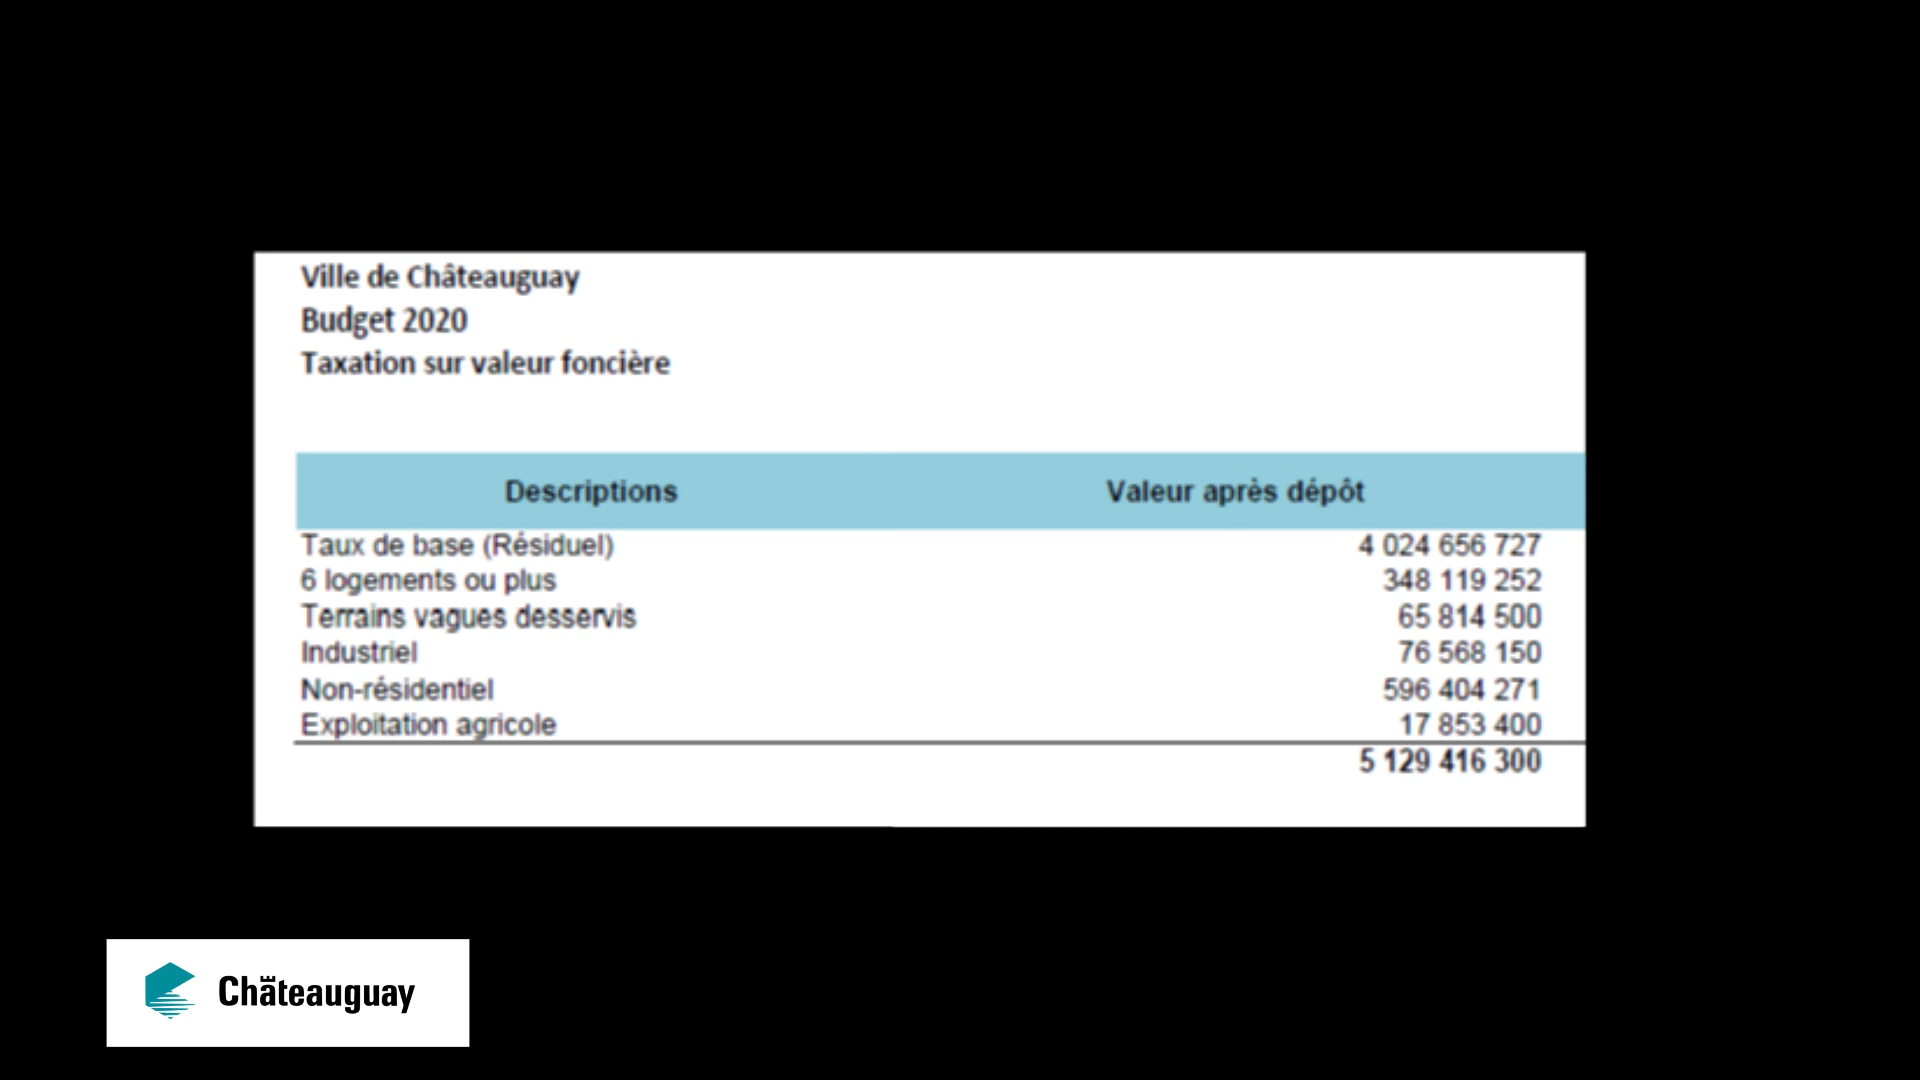 Ville de Châteauguay
Budget 2020
Taxation sur valeur foncière
Descriptions Valeur après dépôt
Taux de base (Résiduel) 4 024 656 727
6 logements ou plus 348 119 252
Terrains vagues desservis 65 814 500
Industriel 76 568 150
Non-résidentiel 596 404 271
Exploitation agricole 17 853 400
5 129 416 300
Châteauguay